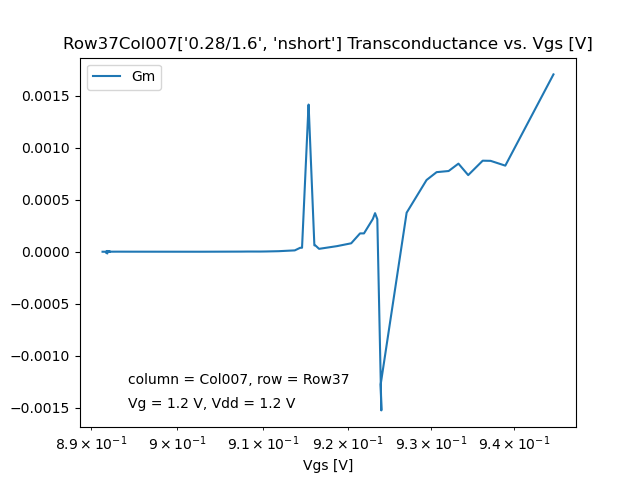 Row37Col007['0.28/1.6', 'nshort'] Transconductance vs. Vgs [V]
Gm
0.0015
0.0010
0.0005
0.0000
−0.0005
−0.0010
−0.0015
column = Col007, row = Row37
Vg = 1.2 V, Vdd = 1.2 V
8.9 × 10⁻¹ 9 × 10⁻¹ 9.1 × 10⁻¹ 9.2 × 10⁻¹ 9.3 × 10⁻¹ 9.4 × 10⁻¹
Vgs [V]